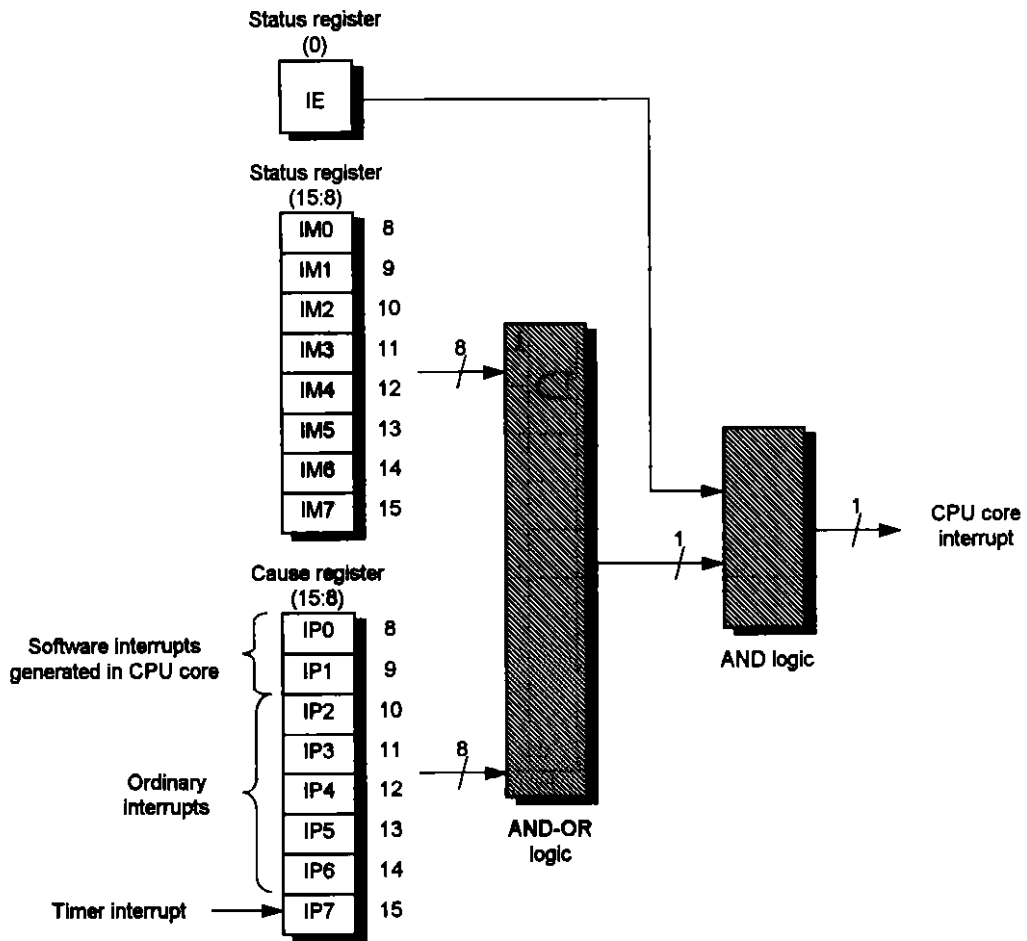 Status register
(0)
IE
Status register
(15:8)
IM0 8
IM1 9
IM2 10
IM3 11
IM4 12
IM5 13
IM6 14
IM7 15
8
Cause register
(15:8)
IP0 8
IP1 9
IP2 10
IP3 11
IP4 12
IP5 13
IP6 14
IP7 15
Software interrupts
generated in CPU core
Ordinary
interrupts
Timer interrupt
8
AND-OR
logic
1
AND logic
1
CPU core
interrupt